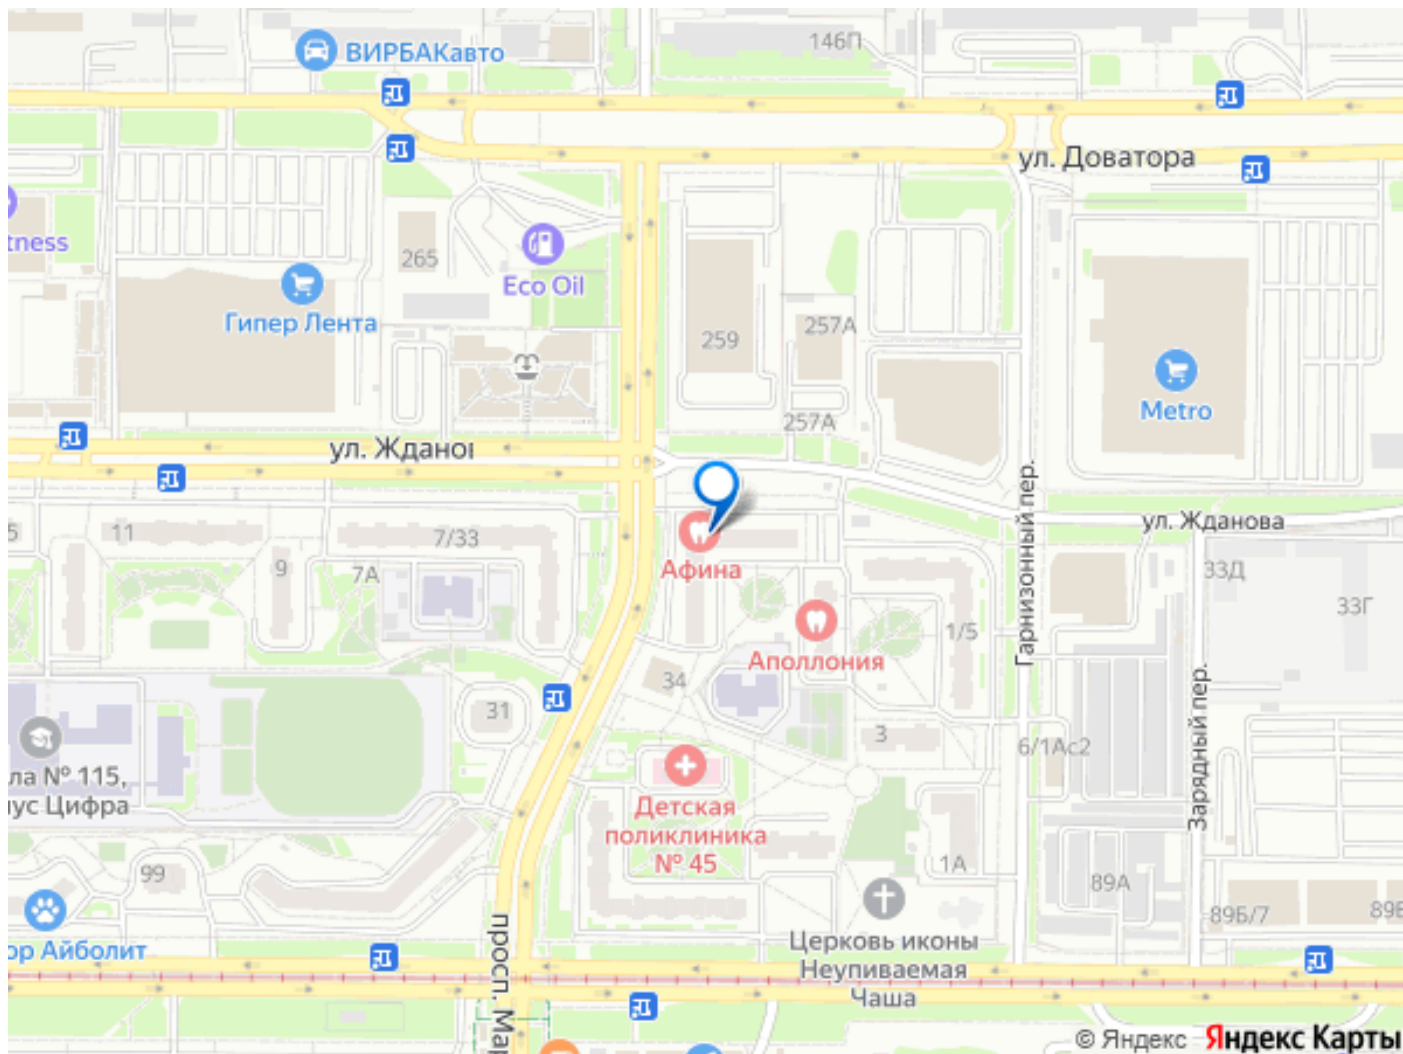 ВИРБАКавто
146П
ул. Доватора
tness
265
Eco Oil
Гипер Лента
259
257А
Metro
257А
ул. Ждано
Гарнизонный пер.
ул. Жданова
11
7/33
9
7А
Афина
33Д
33Г
1/5
Аполлония
34
31
3
6/1Ас2
Зарядный пер.
ла № 115,
ус Цифра
Детская
поликлиника
№ 45
99
1А
89А
89Б/7
89Б
ор Айболит
просп. Мар
Церковь иконы
Неупиваемая
Чаша
© Яндекс Яндекс Карты